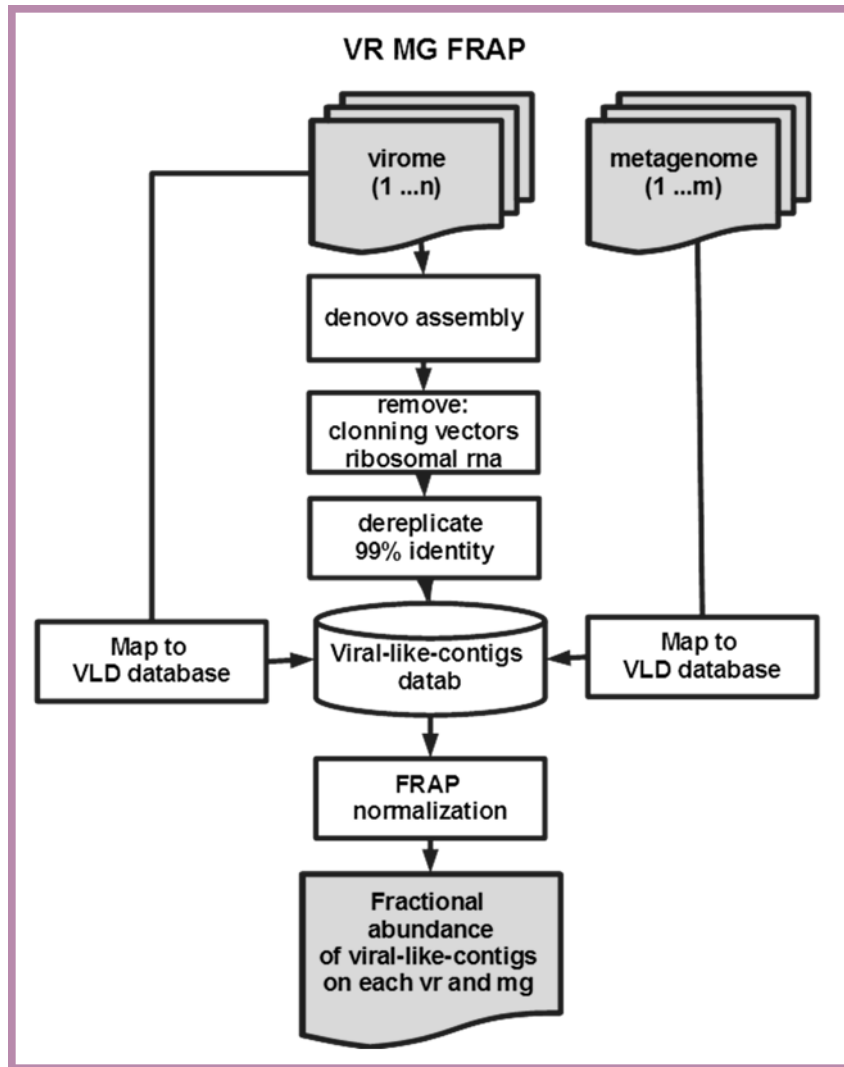 VR MG FRAP
virome
(1 ...n)
metagenome
(1 ...m)
denovo assembly
remove:
clonning vectors
ribosomal rna
dereplicate
99% identity
Map to
VLD database
Viral-like-contigs
datab
Map to
VLD database
FRAP
normalization
Fractional
abundance
of viral-like-contigs
on each vr and mg